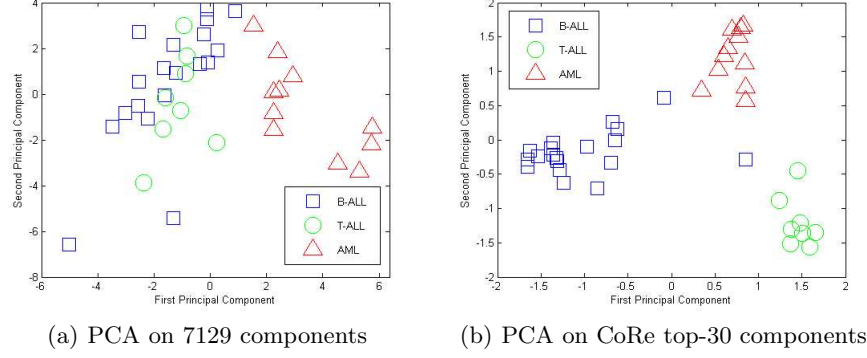 4
2
0
-2
-4
-6
-8
-6 -4 -2 0 2 4 6
Second Principal Component
First Principal Component
B-ALL
T-ALL
AML
(a) PCA on 7129 components
2
1.5
1
0.5
0
-0.5
-1
-1.5
-2
-2 -1.5 -1 -0.5 0 0.5 1 1.5 2
Second Principal Component
First Principal Component
B-ALL
T-ALL
AML
(b) PCA on CoRe top-30 components